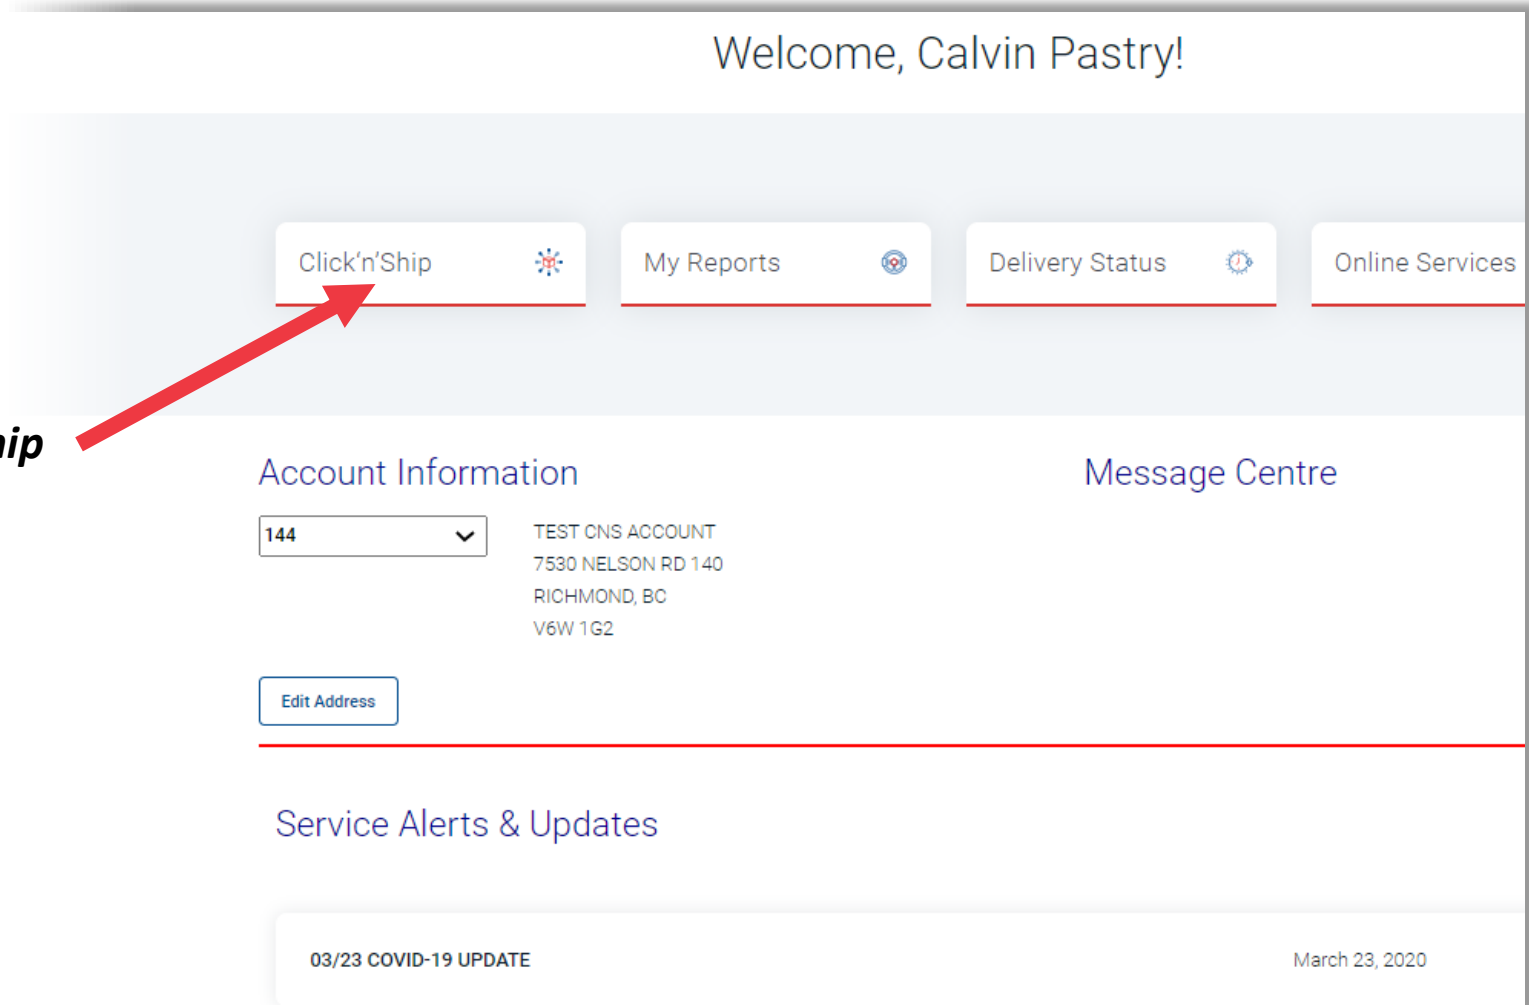 Welcome, Calvin Pastry!
Click‘n’Ship
My Reports
Delivery Status
Online Services
Account Information
Message Centre
144
TEST CNS ACCOUNT
7530 NELSON RD 140
RICHMOND, BC
V6W 1G2
Edit Address
Service Alerts & Updates
03/23 COVID-19 UPDATE
March 23, 2020